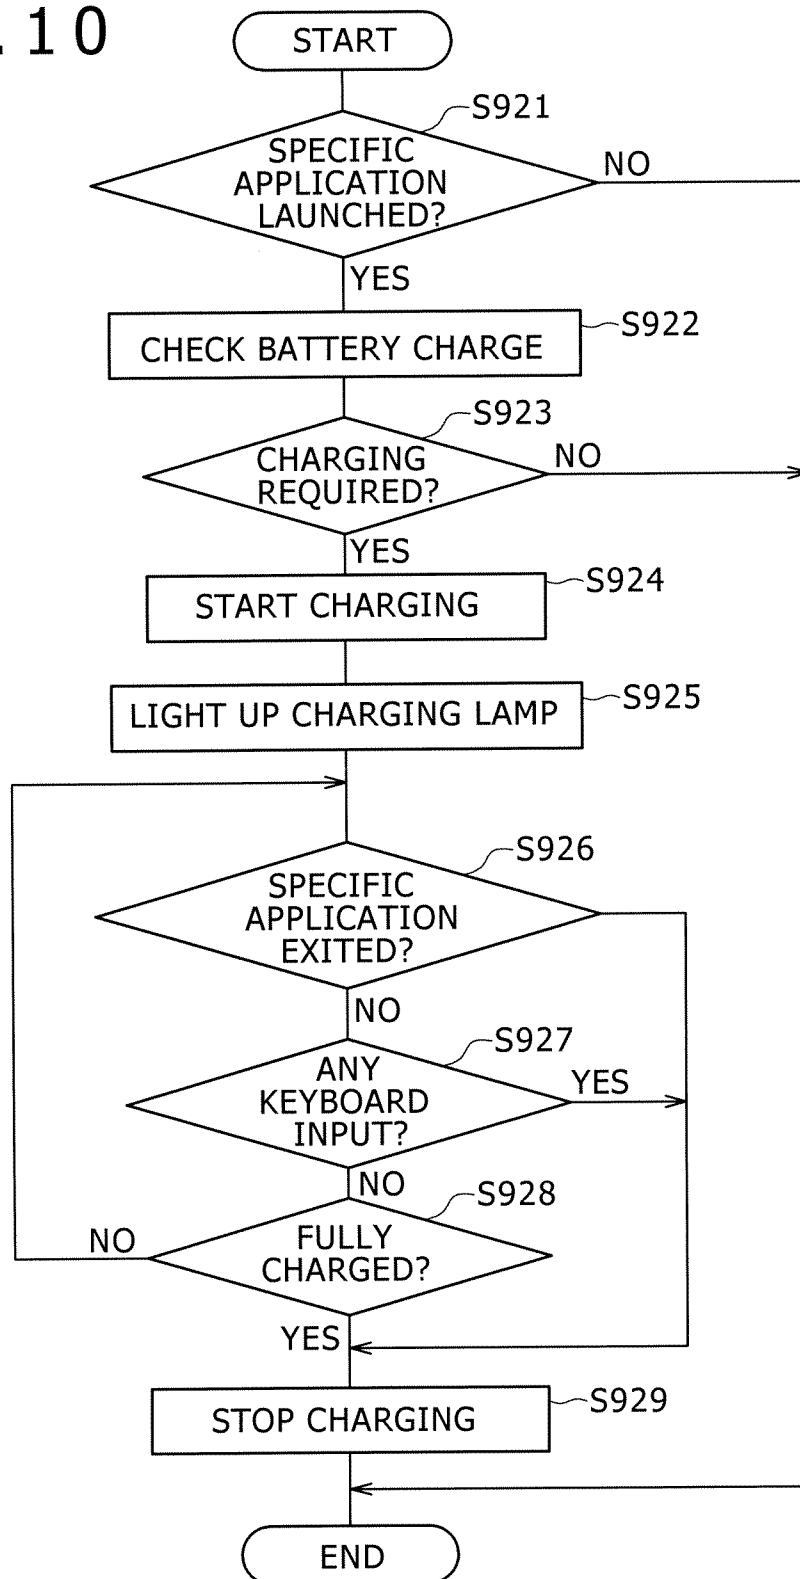 .10
START
S921
SPECIFIC
APPLICATION
LAUNCHED?
NO
YES
S922
CHECK BATTERY CHARGE
S923
CHARGING
REQUIRED?
NO
YES
S924
START CHARGING
S925
LIGHT UP CHARGING LAMP
S926
SPECIFIC
APPLICATION
EXITED?
NO
S927
ANY
KEYBOARD
INPUT?
YES
NO
S928
FULLY
CHARGED?
NO
YES
S929
STOP CHARGING
END